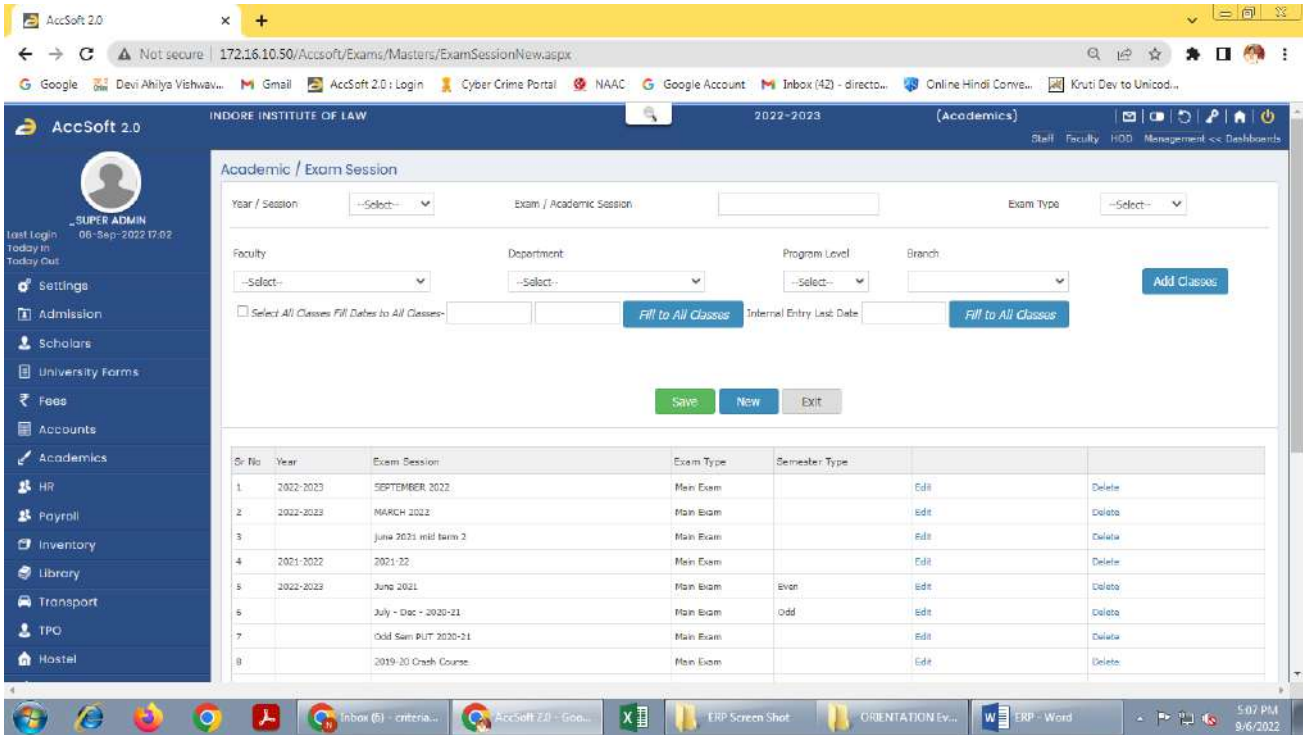 AccSoft 2.0
Not secure 172.16.10.50/Accsoft/Exams/Masters/ExamSessionNew.aspx
Google Devi Ahilya Vishwav... Gmail AccSoft 2.0 : Login Cyber Crime Portal NAAC Google Account Inbox (42) - directo... Online Hindi Conve... Kruti Dev to Unicod...
AccSoft 2.0 INDORE INSTITUTE OF LAW 2022-2023 (Academics)
Staff Faculty HOD Management << Dashboards
Academic / Exam Session
Year / Session --Select-- Exam / Academic Session Exam Type --Select--
_SUPER ADMIN
Last Login 06-Sep-2022 17:02
Today In
Today Out
Faculty Department Program Level Branch
--Select-- --Select-- --Select-- Add Classes
Select All Classes Fill Dates to All Classes- Fill to All Classes Internal Entry Last Date Fill to All Classes
Save New Exit
Settings
Admission
Scholars
University Forms
Fees
Accounts
Academics
HR
Payroll
Inventory
Library
Transport
TPO
Hostel
Sr No Year Exam Session Exam Type Semester Type
1 2022-2023 SEPTEMBER 2022 Main Exam Edit Delete
2 2022-2023 MARCH 2022 Main Exam Edit Delete
3 june 2021 mid term 2 Main Exam Edit Delete
4 2021-2022 2021-22 Main Exam Edit Delete
5 2022-2023 June 2021 Main Exam Even Edit Delete
6 July - Dec - 2020-21 Main Exam Odd Edit Delete
7 Odd Sem PUT 2020-21 Main Exam Edit Delete
8 2019-20 Crash Course Main Exam Edit Delete
Inbox (6) - criteria... AccSoft 2.0 - Goo... ERP Screen Shot ORIENTATION Ev... ERP - Word
5:07 PM
9/6/2022